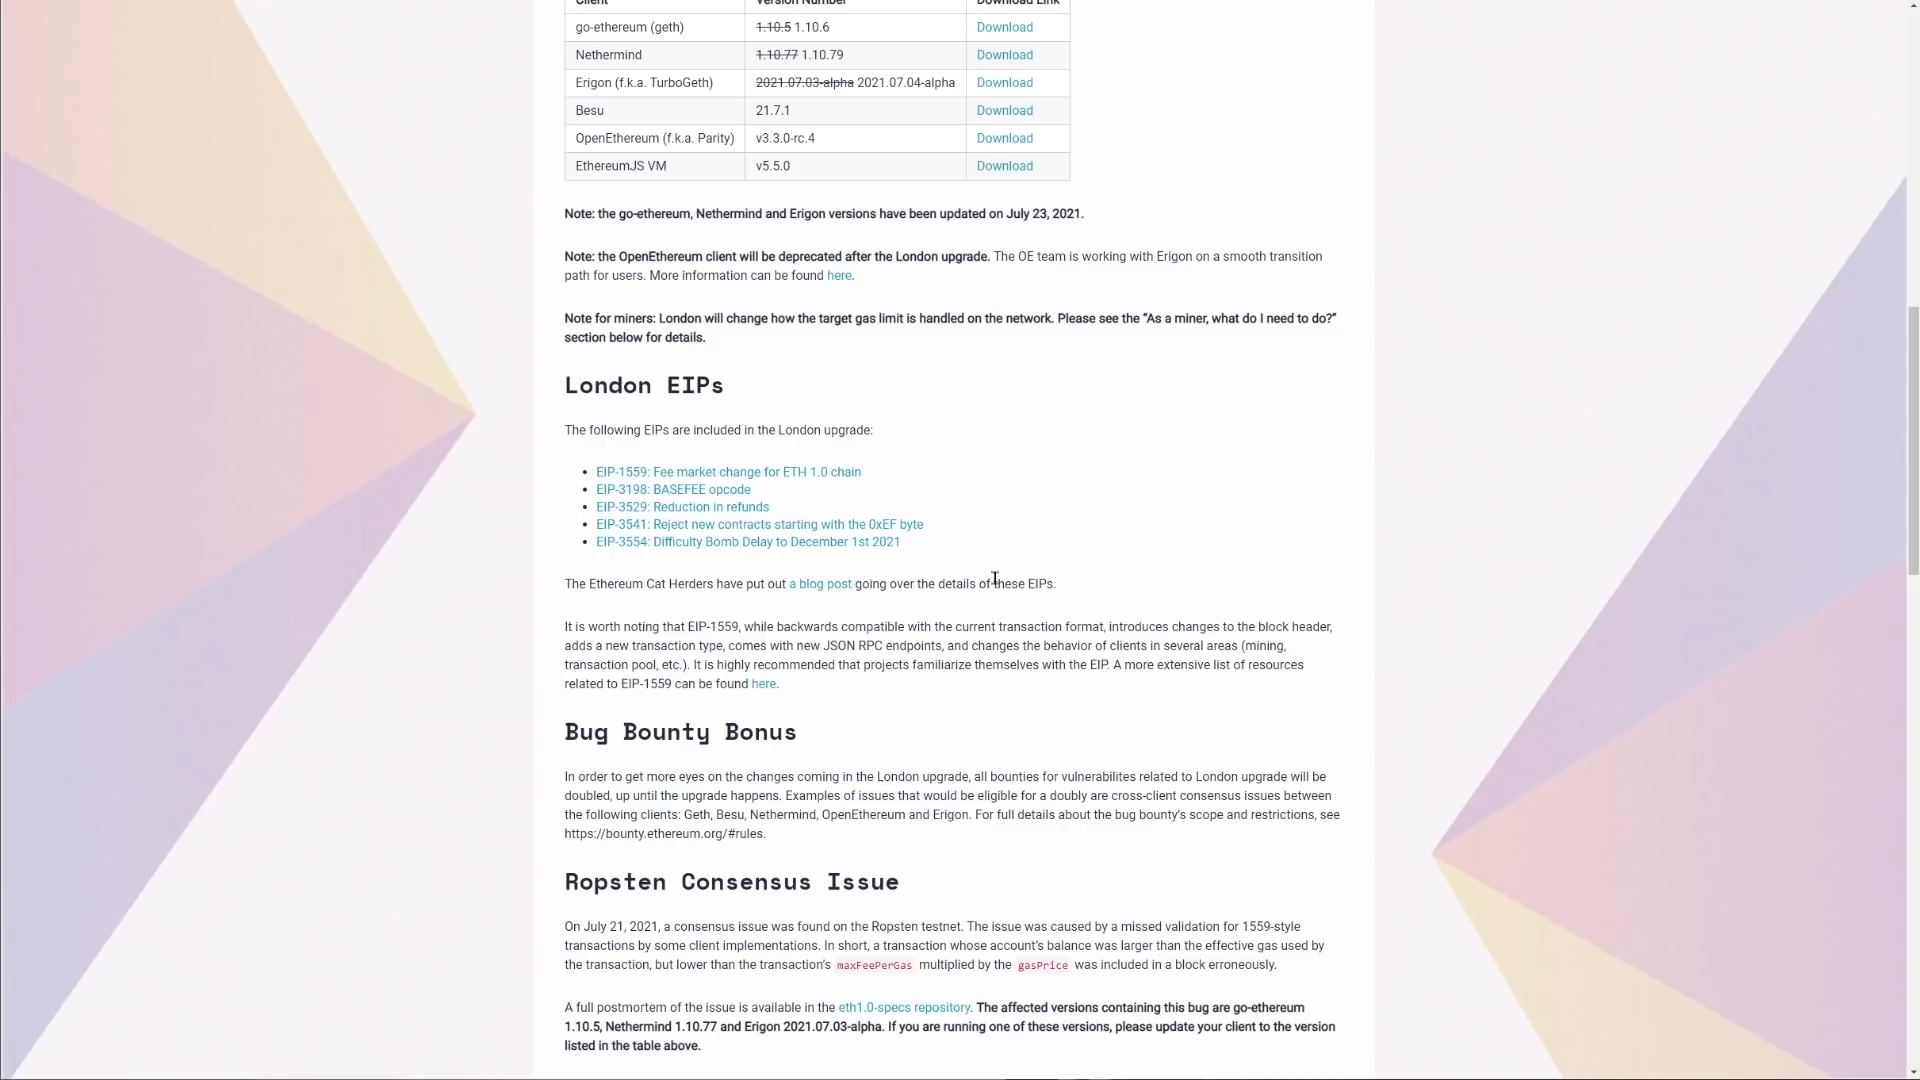 Client Version Number Download Link
go-ethereum (geth) 1.10.5 1.10.6 Download
Nethermind 1.10.77 1.10.79 Download
Erigon (f.k.a. TurboGeth) 2021.07.03-alpha 2021.07.04-alpha Download
Besu 21.7.1 Download
OpenEthereum (f.k.a. Parity) v3.3.0-rc.4 Download
EthereumJS VM v5.5.0 Download
Note: the go-ethereum, Nethermind and Erigon versions have been updated on July 23, 2021.
Note: the OpenEthereum client will be deprecated after the London upgrade. The OE team is working with Erigon on a smooth transition
path for users. More information can be found here.
Note for miners: London will change how the target gas limit is handled on the network. Please see the “As a miner, what do I need to do?”
section below for details.
London EIPs
The following EIPs are included in the London upgrade:
• EIP-1559: Fee market change for ETH 1.0 chain
• EIP-3198: BASEFEE opcode
• EIP-3529: Reduction in refunds
• EIP-3541: Reject new contracts starting with the 0xEF byte
• EIP-3554: Difficulty Bomb Delay to December 1st 2021
The Ethereum Cat Herders have put out a blog post going over the details of these EIPs.
It is worth noting that EIP-1559, while backwards compatible with the current transaction format, introduces changes to the block header,
adds a new transaction type, comes with new JSON RPC endpoints, and changes the behavior of clients in several areas (mining,
transaction pool, etc.). It is highly recommended that projects familiarize themselves with the EIP. A more extensive list of resources
related to EIP-1559 can be found here.
Bug Bounty Bonus
In order to get more eyes on the changes coming in the London upgrade, all bounties for vulnerabilites related to London upgrade will be
doubled, up until the upgrade happens. Examples of issues that would be eligible for a doubly are cross-client consensus issues between
the following clients: Geth, Besu, Nethermind, OpenEthereum and Erigon. For full details about the bug bounty’s scope and restrictions, see
https://bounty.ethereum.org/#rules.
Ropsten Consensus Issue
On July 21, 2021, a consensus issue was found on the Ropsten testnet. The issue was caused by a missed validation for 1559-style
transactions by some client implementations. In short, a transaction whose account’s balance was larger than the effective gas used by
the transaction, but lower than the transaction’s maxFeePerGas multiplied by the gasPrice was included in a block erroneously.
A full postmortem of the issue is available in the eth1.0-specs repository. The affected versions containing this bug are go-ethereum
1.10.5, Nethermind 1.10.77 and Erigon 2021.07.03-alpha. If you are running one of these versions, please update your client to the version
listed in the table above.